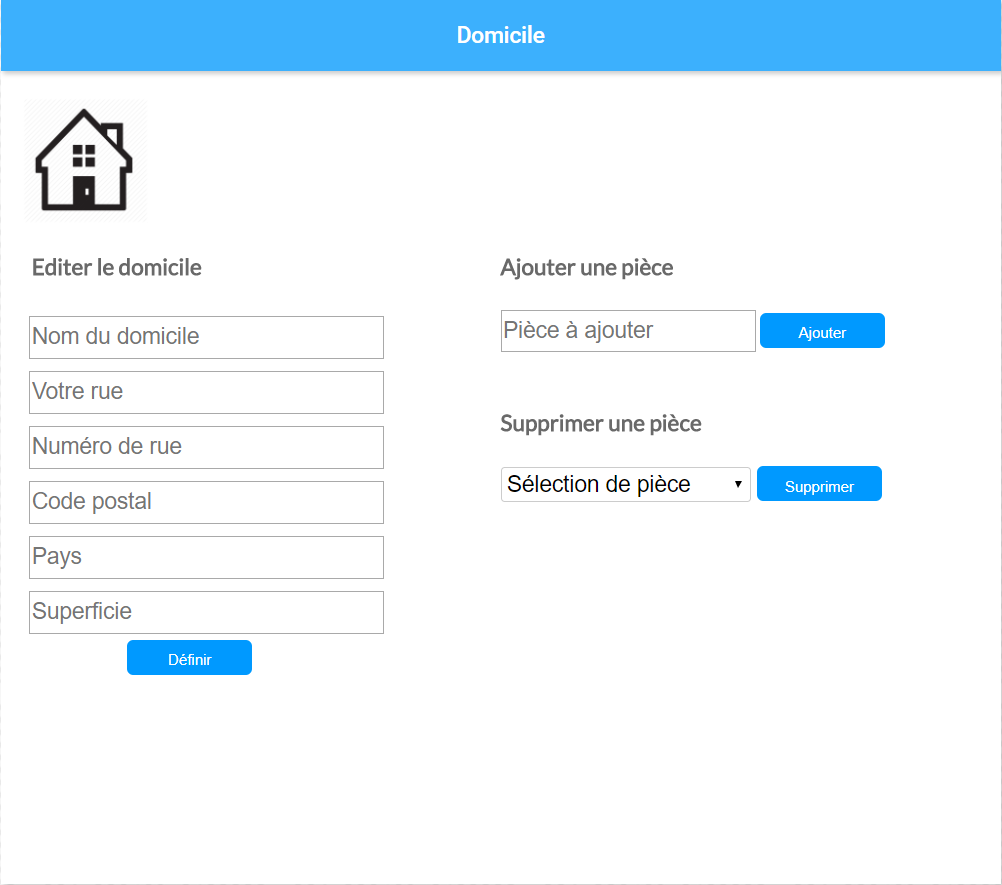 Domicile
Editer le domicile
Nom du domicile
Votre rue
Numéro de rue
Code postal
Pays
Superficie
Définir
Ajouter une pièce
Pièce à ajouter
Ajouter
Supprimer une pièce
Sélection de pièce
Supprimer